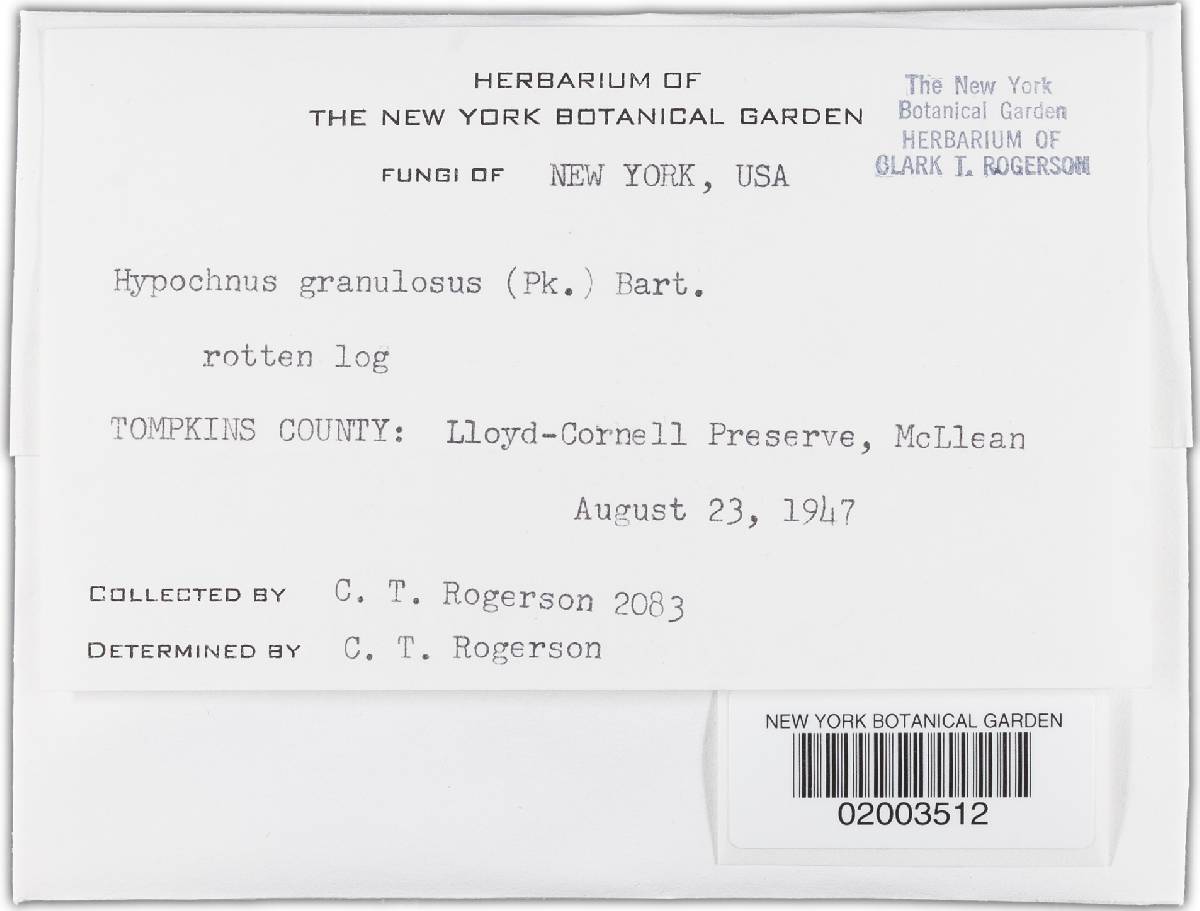 HERBARIUM OF
THE NEW YORK BOTANICAL GARDEN
FUNGI OF NEW YORK, USA
The New York
Botanical Garden
HERBARIUM OF
CLARK T. ROGERSON
Hypochnus granulosus (Pk.) Bart.
rotten log
TOMPKINS COUNTY: Lloyd-Cornell Preserve, McLlean
August 23, 1947
COLLECTED BY C. T. Rogerson 2083
DETERMINED BY C. T. Rogerson
NEW YORK BOTANICAL GARDEN
02003512